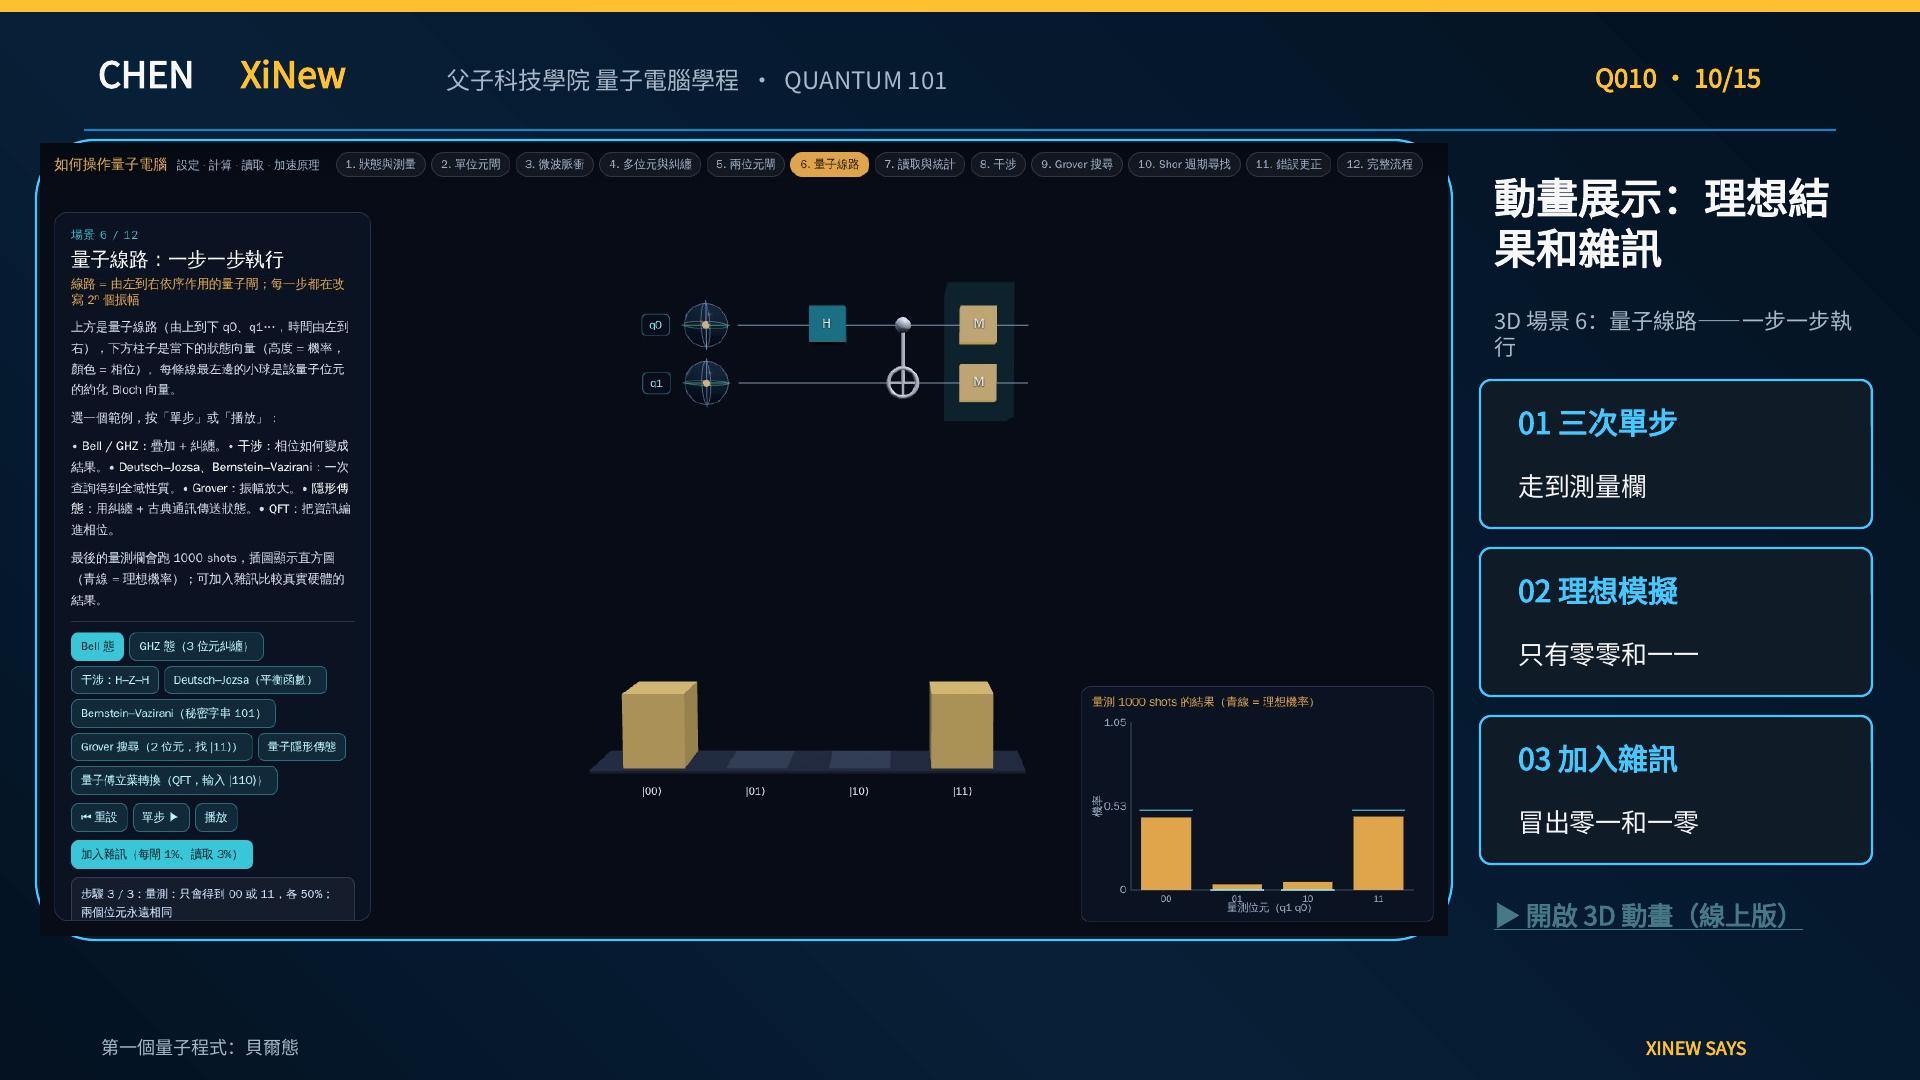 CHEN XiNew 父子科技學院 量子電腦學程 • QUANTUM 101
Q010 • 10/15
如何操作量子電腦 設定 · 計算 · 讀取 · 加速原理
1. 狀態與測量
2. 單位元閘
3. 微波脈衝
4. 多位元與糾纏
5. 兩位元閘
6. 量子線路
7. 讀取與統計
8. 干涉
9. Grover 搜尋
10. Shor 週期尋找
11. 錯誤更正
12. 完整流程
場景 6 / 12
量子線路：一步一步執行
線路 = 由左到右依序作用的量子閘；每一步都在改
寫 2ⁿ 個振幅
上方是量子線路（由上到下 q0、q1⋯，時間由左到
右），下方柱子是當下的狀態向量（高度 = 機率，
顏色 = 相位）。每條線最左邊的小球是該量子位元
的約化 Bloch 向量。
選一個範例，按「單步」或「播放」：
• Bell / GHZ：疊加 + 糾纏。• 干涉：相位如何變成
結果。• Deutsch–Jozsa、Bernstein–Vazirani：一次
查詢得到全域性質。• Grover：振幅放大。• 隱形傳
態：用糾纏 + 古典通訊傳送狀態。• QFT：把資訊編
進相位。
最後的量測欄會跑 1000 shots，插圖顯示直方圖
（青線 = 理想機率）；可加入雜訊比較真實硬體的
結果。
Bell 態
GHZ 態（3 位元糾纏）
干涉：H–Z–H
Deutsch–Jozsa（平衡函數）
Bernstein–Vazirani（秘密字串 101）
Grover 搜尋（2 位元，找 |11⟩）
量子隱形傳態
量子傅立葉轉換（QFT，輸入 |110⟩）
⏮ 重設
單步 ▶
播放
加入雜訊（每閘 1%、讀取 3%）
步驟 3 / 3：量測：只會得到 00 或 11，各 50%；
兩個位元永遠相同
q0
H
M
q1
M
|00⟩
|01⟩
|10⟩
|11⟩
量測 1000 shots 的結果（青線 = 理想機率）
1.05
0.53
0
機率
00
01
10
11
量測位元（q1 q0）
動畫展示：理想結
果和雜訊
3D 場景 6：量子線路——一步一步執
行
01 三次單步
走到測量欄
02 理想模擬
只有零零和一一
03 加入雜訊
冒出零一和一零
▶ 開啟 3D 動畫（線上版）
第一個量子程式：貝爾態
XINEW SAYS